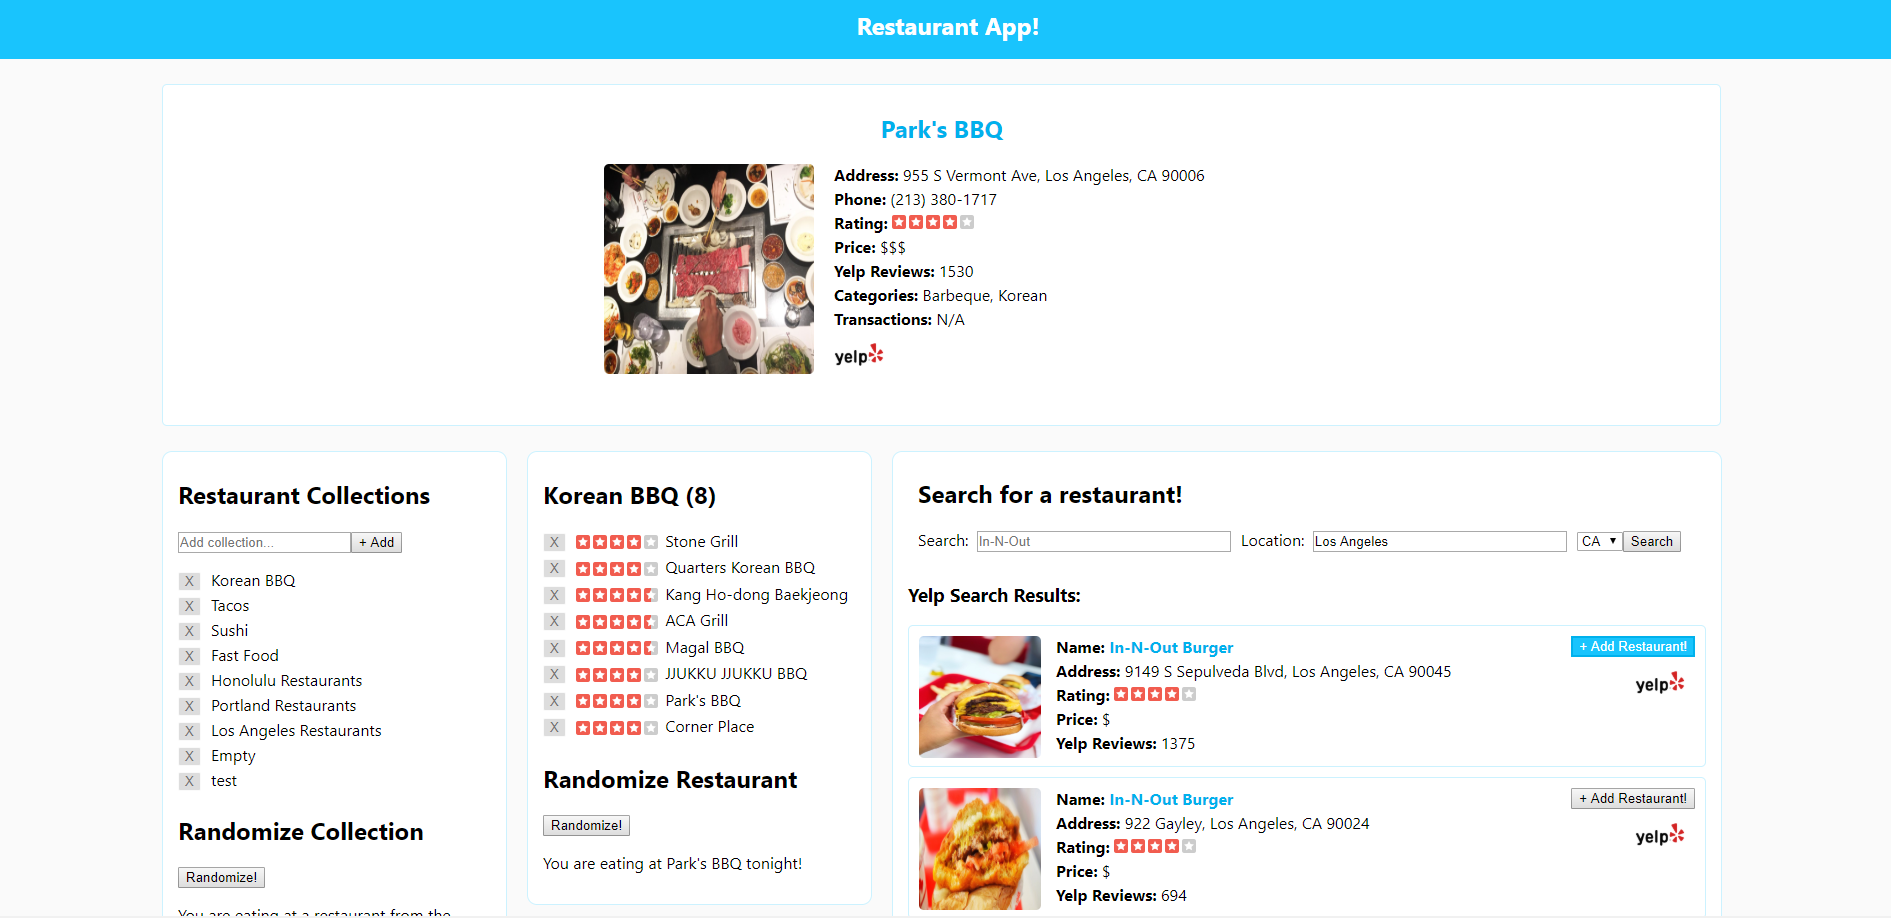 Restaurant App!
Park's BBQ
Address: 955 S Vermont Ave, Los Angeles, CA 90006
Phone: (213) 380-1717
Rating:
Price: $$$
Yelp Reviews: 1530
Categories: Barbeque, Korean
Transactions: N/A
yelp
Restaurant Collections
Add collection... + Add
X Korean BBQ
X Tacos
X Sushi
X Fast Food
X Honolulu Restaurants
X Portland Restaurants
X Los Angeles Restaurants
X Empty
X test
Randomize Collection
Randomize!
You are eating at a restaurant from the
Korean BBQ (8)
X Stone Grill
X Quarters Korean BBQ
X Kang Ho-dong Baekjeong
X ACA Grill
X Magal BBQ
X JJUKKU JJUKKU BBQ
X Park's BBQ
X Corner Place
Randomize Restaurant
Randomize!
You are eating at Park's BBQ tonight!
Search for a restaurant!
Search: In-N-Out Location: Los Angeles CA Search
Yelp Search Results:
Name: In-N-Out Burger + Add Restaurant!
Address: 9149 S Sepulveda Blvd, Los Angeles, CA 90045
yelp
Rating:
Price: $
Yelp Reviews: 1375
Name: In-N-Out Burger + Add Restaurant!
Address: 922 Gayley, Los Angeles, CA 90024
yelp
Rating:
Price: $
Yelp Reviews: 694